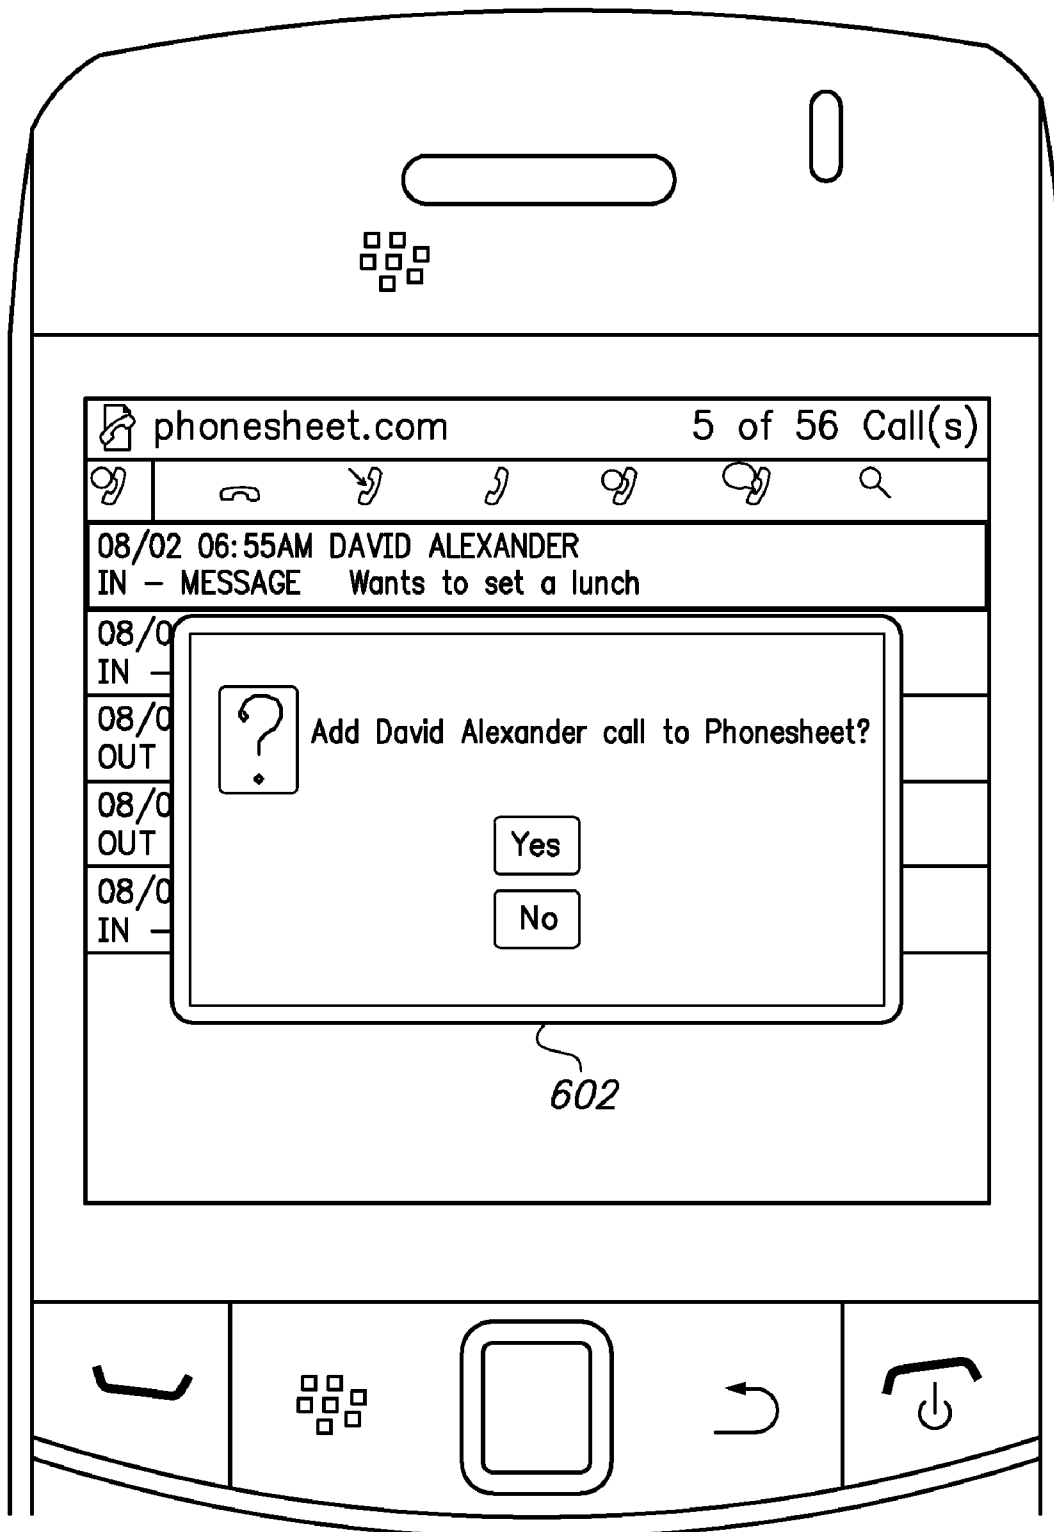 phonesheet.com 5 of 56 Call(s)
08/02 06:55AM DAVID ALEXANDER
IN – MESSAGE Wants to set a lunch
08/0
IN –
08/0
OUT
08/0
OUT
08/0
IN –
? Add David Alexander call to Phonesheet?
Yes
No
602